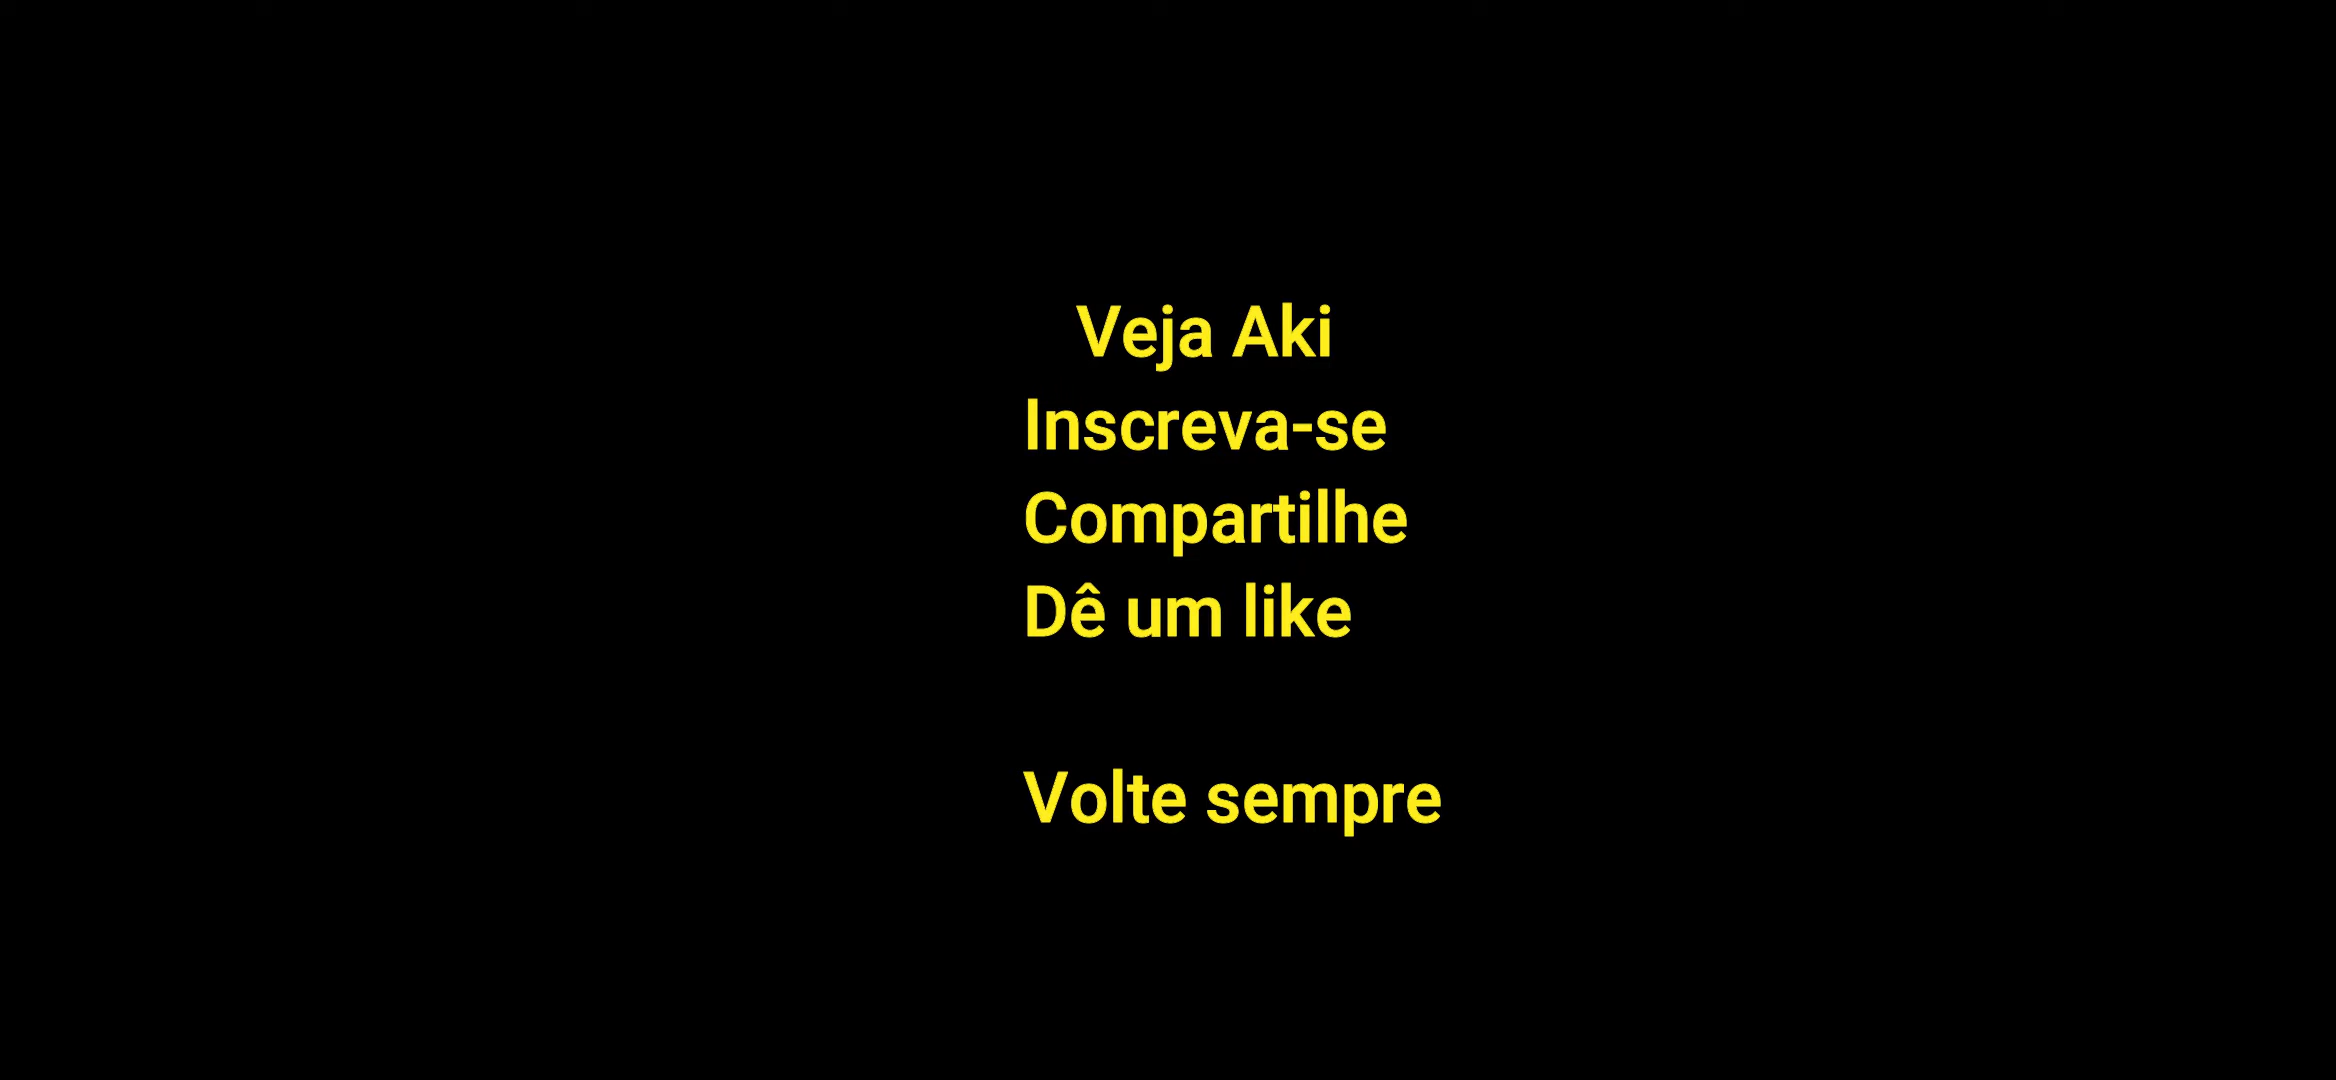 Veja Aki
Inscreva-se
Compartilhe
Dê um like
Volte sempre